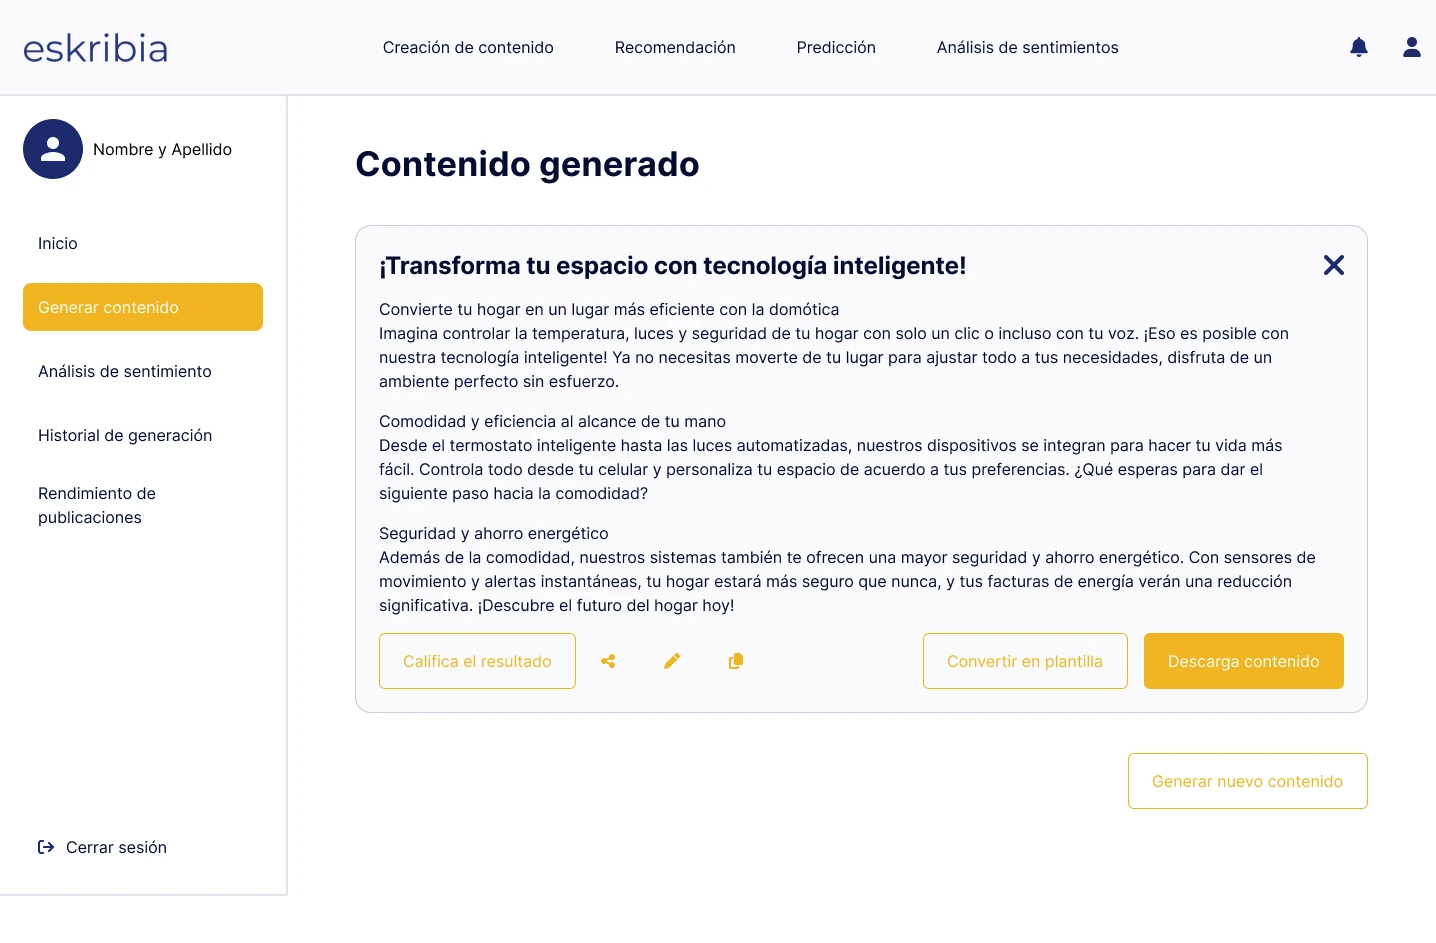 eskribia
Creación de contenido
Recomendación
Predicción
Análisis de sentimientos
Nombre y Apellido
Inicio
Generar contenido
Análisis de sentimiento
Historial de generación
Rendimiento de
publicaciones
Cerrar sesión
Contenido generado
¡Transforma tu espacio con tecnología inteligente!
Convierte tu hogar en un lugar más eficiente con la domótica
Imagina controlar la temperatura, luces y seguridad de tu hogar con solo un clic o incluso con tu voz. ¡Eso es posible con
nuestra tecnología inteligente! Ya no necesitas moverte de tu lugar para ajustar todo a tus necesidades, disfruta de un
ambiente perfecto sin esfuerzo.
Comodidad y eficiencia al alcance de tu mano
Desde el termostato inteligente hasta las luces automatizadas, nuestros dispositivos se integran para hacer tu vida más
fácil. Controla todo desde tu celular y personaliza tu espacio de acuerdo a tus preferencias. ¿Qué esperas para dar el
siguiente paso hacia la comodidad?
Seguridad y ahorro energético
Además de la comodidad, nuestros sistemas también te ofrecen una mayor seguridad y ahorro energético. Con sensores de
movimiento y alertas instantáneas, tu hogar estará más seguro que nunca, y tus facturas de energía verán una reducción
significativa. ¡Descubre el futuro del hogar hoy!
Califica el resultado
Convertir en plantilla
Descarga contenido
Generar nuevo contenido